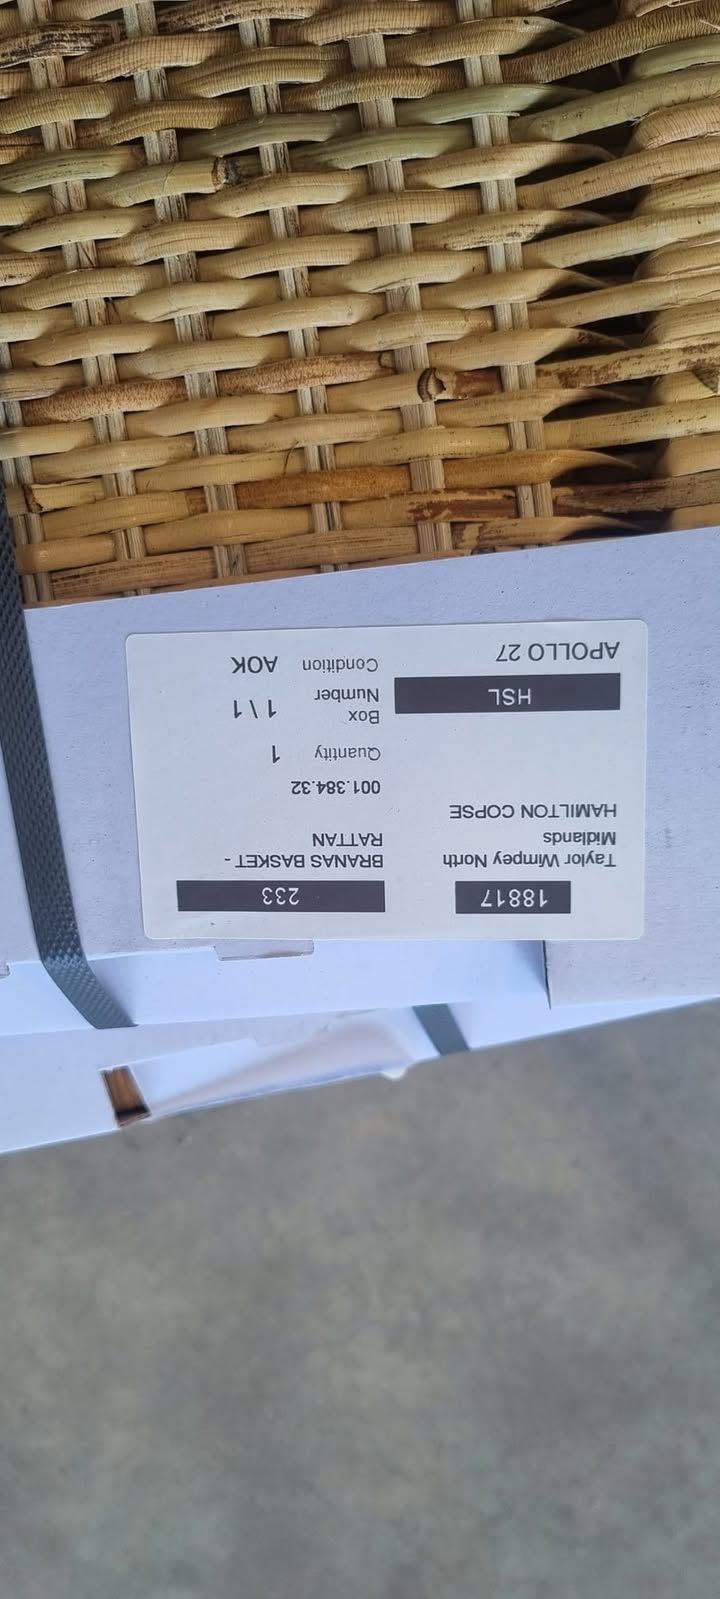 18817
Taylor Wimpey North
Midlands
HAMILTON COPSE
HSL
APOLLO 27
233
BRANAS BASKET -
RATTAN
001.384.32
Quantity 1
Box
Number 1\1
Condition AOK